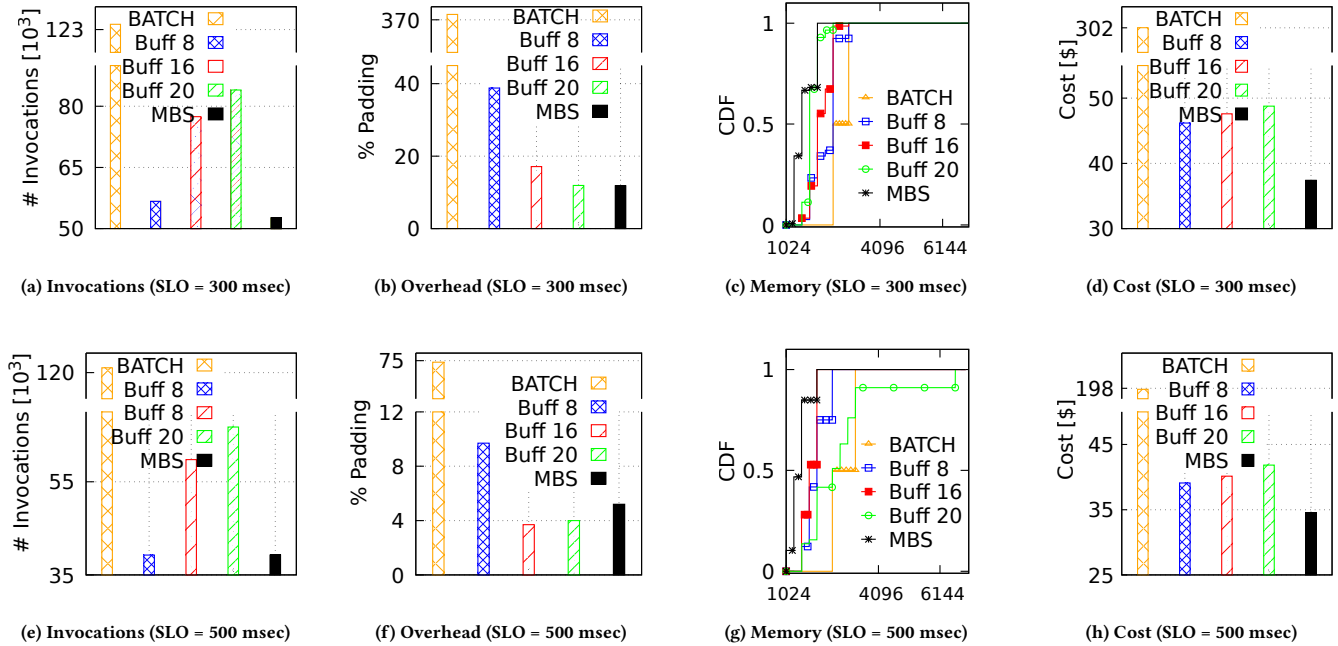 # Invocations [10³]
123
80
65
50
BATCH
Buff 8
Buff 16
Buff 20
MBS
(a) Invocations (SLO = 300 msec)
% Padding
370
40
20
0
BATCH
Buff 8
Buff 16
Buff 20
MBS
(b) Overhead (SLO = 300 msec)
CDF
1
0.5
0
1024 4096 6144
BATCH
Buff 8
Buff 16
Buff 20
MBS
(c) Memory (SLO = 300 msec)
Cost [$]
302
50
40
30
BATCH
Buff 8
Buff 16
Buff 20
MBS
(d) Cost (SLO = 300 msec)
# Invocations [10³]
120
55
35
BATCH
Buff 8
Buff 8
Buff 20
MBS
(e) Invocations (SLO = 500 msec)
% Padding
75
12
8
4
0
BATCH
Buff 8
Buff 16
Buff 20
MBS
(f) Overhead (SLO = 500 msec)
CDF
1
0.5
0
1024 4096 6144
BATCH
Buff 8
Buff 16
Buff 20
MBS
(g) Memory (SLO = 500 msec)
Cost [$]
198
45
35
25
BATCH
Buff 8
Buff 16
Buff 20
MBS
(h) Cost (SLO = 500 msec)